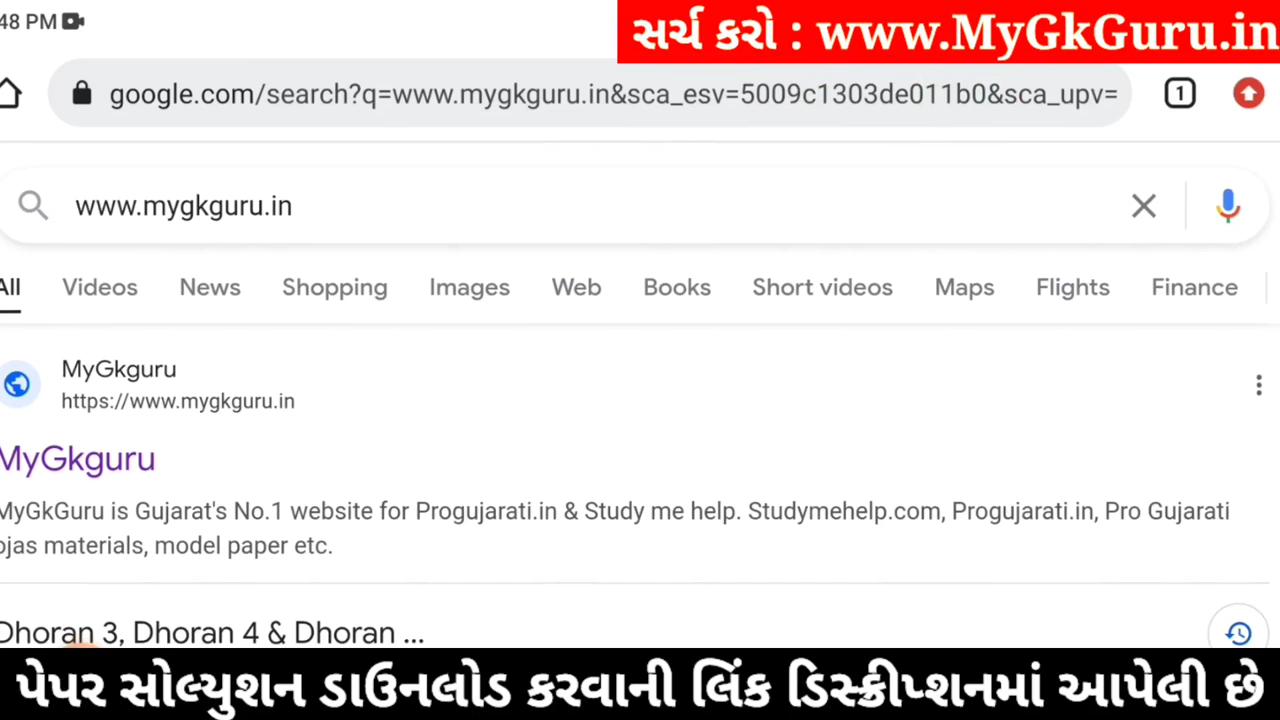 48 PM
સર્ચ કરો : www.MyGkGuru.in
google.com/search?q=www.mygkguru.in&sca_esv=5009c1303de011b0&sca_upv=
1
www.mygkguru.in
All Videos News Shopping Images Web Books Short videos Maps Flights Finance
MyGkguru
https://www.mygkguru.in
MyGkguru
MyGkGuru is Gujarat's No.1 website for Progujarati.in & Study me help. Studymehelp.com, Progujarati.in, Pro Gujarati
ojas materials, model paper etc.
Dhoran 3, Dhoran 4 & Dhoran ...
પેપર સોલ્યુશન ડાઉનલોડ કરવાની લિંક ડિસ્ક્રીપ્શનમાં આપેલી છે